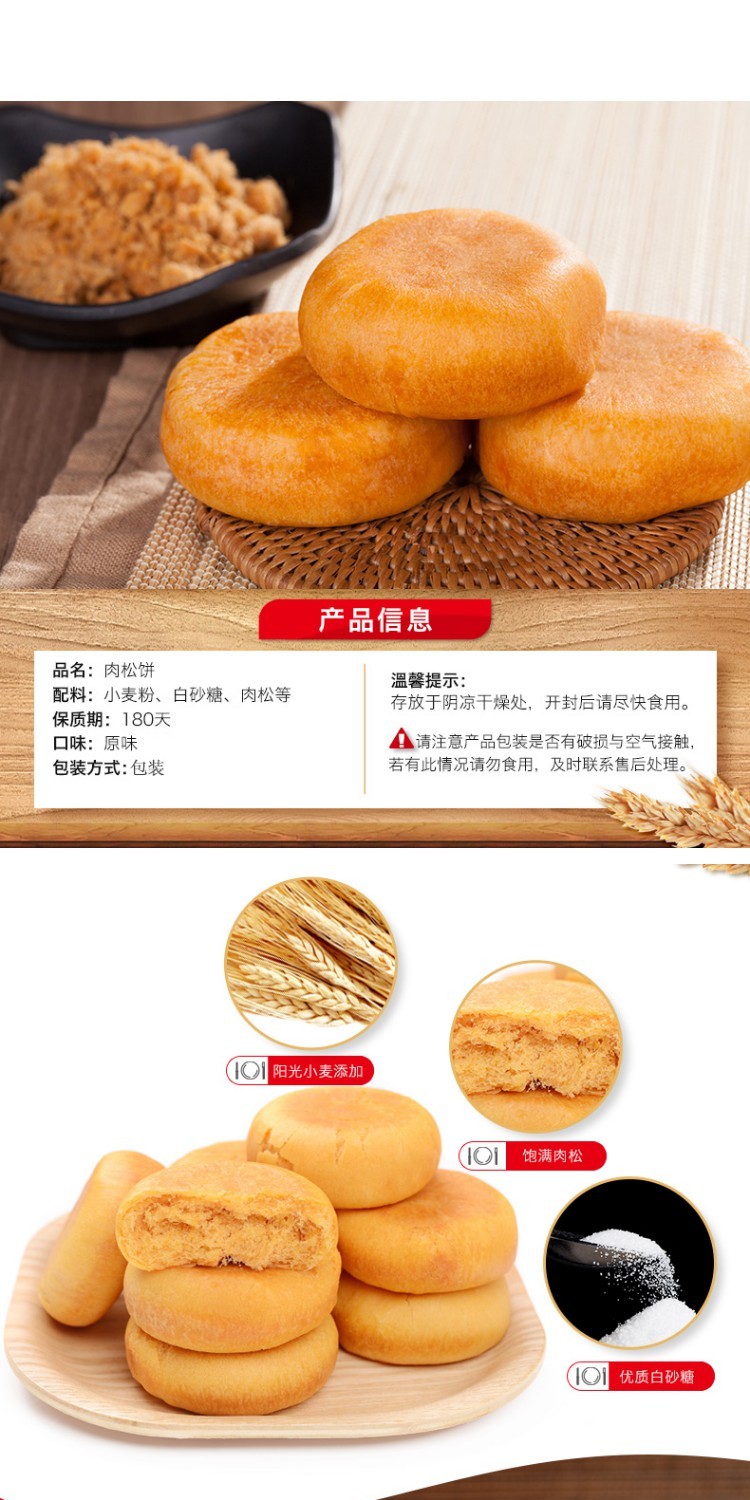 产品信息
品名：肉松饼
配料：小麦粉、白砂糖、肉松等
保质期：180天
口味：原味
包装方式：包装
温馨提示：
存放于阴凉干燥处，开封后请尽快食用。
请注意产品包装是否有破损与空气接触，
若有此情况请勿食用，及时联系售后处理。
阳光小麦添加
饱满肉松
优质白砂糖